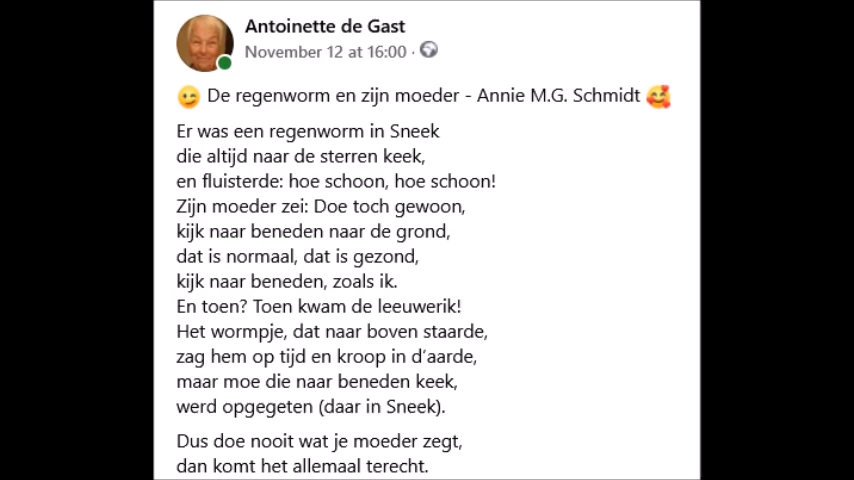 Antoinette de Gast
November 12 at 16:00 ·
😉 De regenworm en zijn moeder - Annie M.G. Schmidt 🥰
Er was een regenworm in Sneek
die altijd naar de sterren keek,
en fluisterde: hoe schoon, hoe schoon!
Zijn moeder zei: Doe toch gewoon,
kijk naar beneden naar de grond,
dat is normaal, dat is gezond,
kijk naar beneden, zoals ik.
En toen? Toen kwam de leeuwerik!
Het wormpje, dat naar boven staarde,
zag hem op tijd en kroop in d’aarde,
maar moe die naar beneden keek,
werd opgegeten (daar in Sneek).
Dus doe nooit wat je moeder zegt,
dan komt het allemaal terecht.